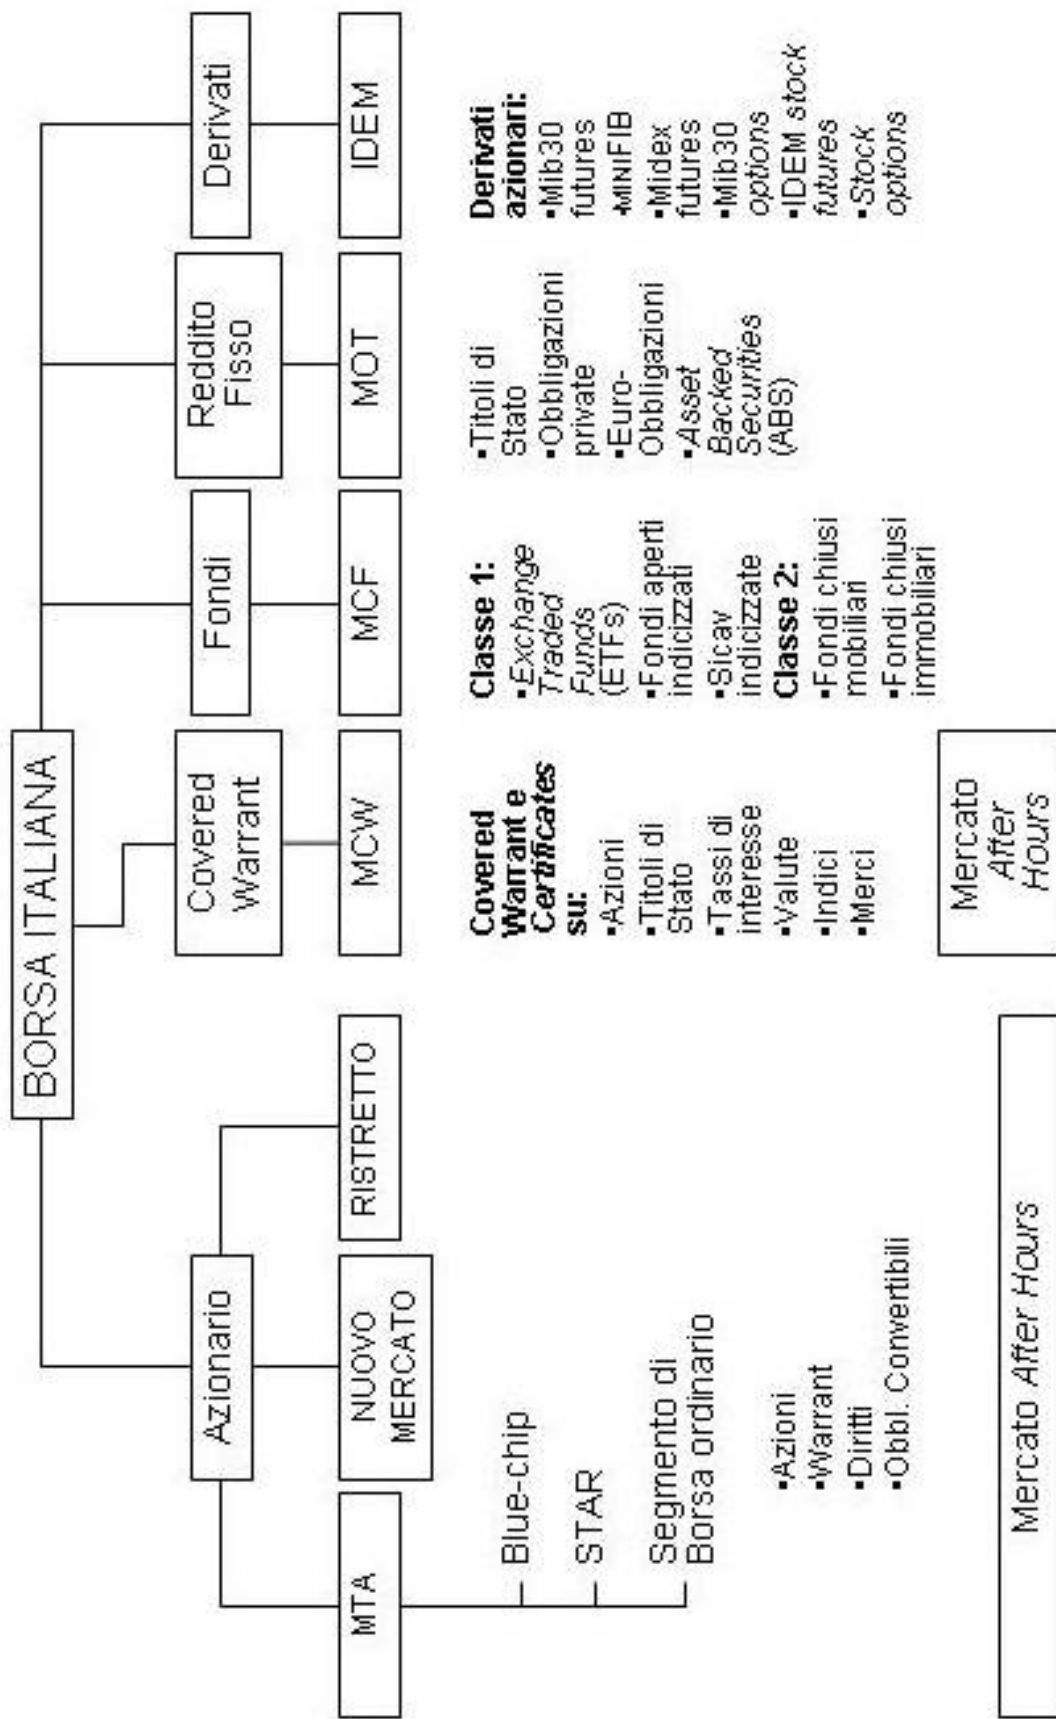 BORSA ITALIANA
Azionario
Covered
Warrant
Fondi
Reddito
Fisso
Derivati
MTA
NUOVO
MERCATO
RISTRETTO
MCW
MCF
MOT
IDEM
Blue-chip
STAR
Segmento di
Borsa ordinario
▪Azioni
▪Warrant
▪Diritti
▪Obbl. Convertibili
Covered
Warrant e
Certificates
su:
▪Azioni
▪Titoli di
Stato
▪Tassi di
interesse
▪Valute
▪Indici
▪Merci
Classe 1:
▪Exchange
Traded
Funds
(ETFs)
▪Fondi aperti
indicizzati
▪Sicav
indicizzate
Classe 2:
▪Fondi chiusi
mobiliari
▪Fondi chiusi
immobiliari
▪Titoli di
Stato
▪Obbligazioni
private
▪Euro-
Obbligazioni
▪Asset
Backed
Securities
(ABS)
Derivati
azionari:
▪Mib30
futures
▪MINIFIB
▪Midex
futures
▪Mib30
options
▪IDEM stock
futures
▪Stock
options
Mercato After Hours
Mercato
After
Hours